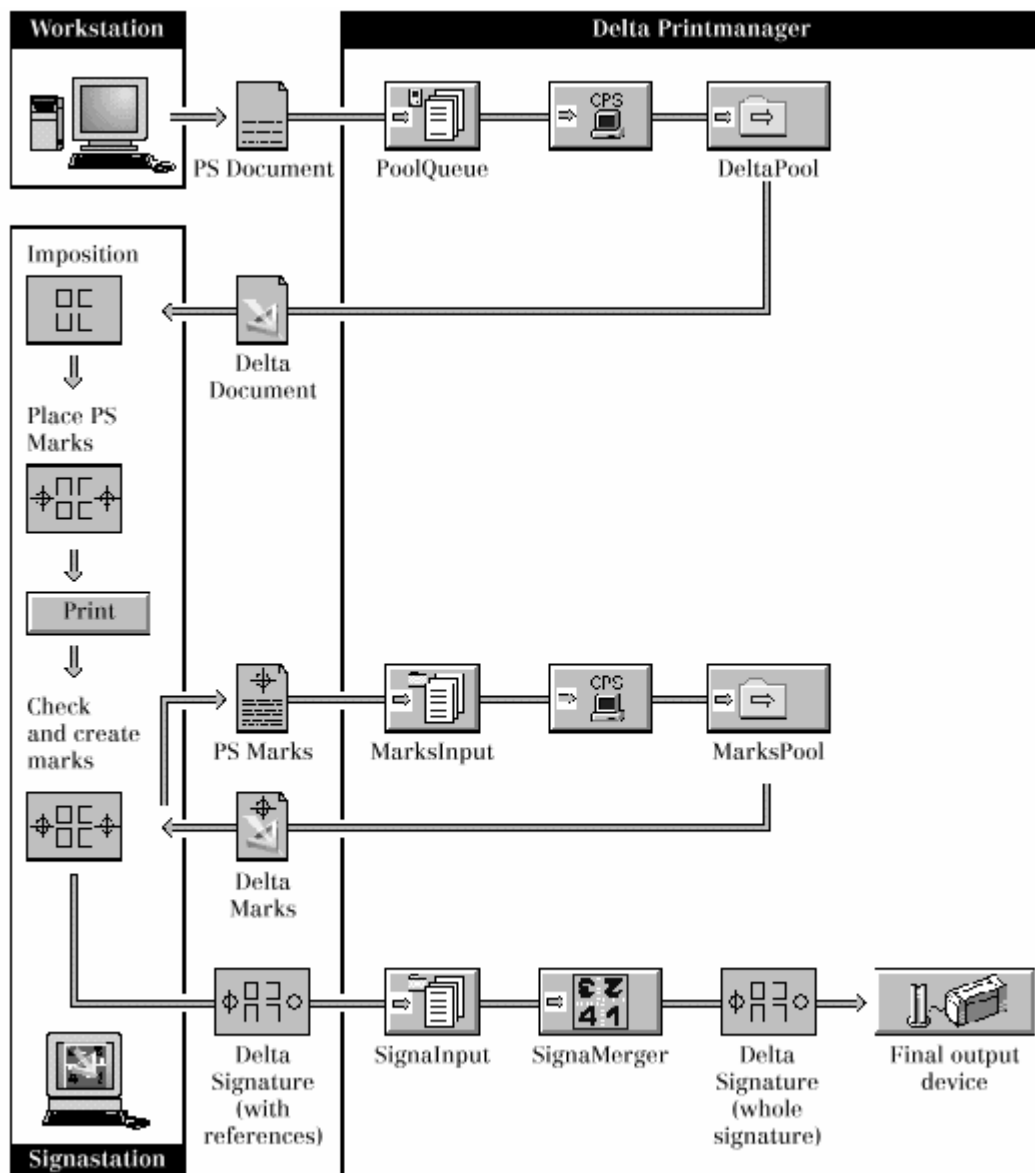 Workstation
Delta Printmanager
CPS
PS Document
PoolQueue
DeltaPool
Imposition
Delta
Document
Place PS
Marks
Print
Check
and create
marks
CPS
PS Marks
MarksInput
MarksPool
Delta
Marks
41
Delta
Signature
(with
references)
SignaInput
SignaMerger
Delta
Signature
(whole
signature)
Final output
device
Signastation